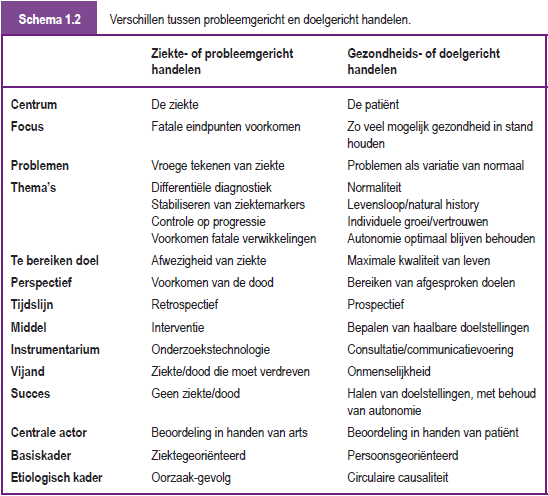 Schema 1.2 Verschillen tussen probleemgericht en doelgericht handelen.
Ziekte- of probleemgericht handelen Gezondheids- of doelgericht handelen
Centrum De ziekte De patiënt
Focus Fatale eindpunten voorkomen Zo veel mogelijk gezondheid in stand
houden
Problemen Vroege tekenen van ziekte Problemen als variatie van normaal
Thema's Differentiële diagnostiek Normaliteit
Stabiliseren van ziektemarkers Levensloop/natural history
Controle op progressie Individuele groei/vertrouwen
Voorkomen fatale verwikkelingen Autonomie optimaal blijven behouden
Te bereiken doel Afwezigheid van ziekte Maximale kwaliteit van leven
Perspectief Voorkomen van de dood Bereiken van afgesproken doelen
Tijdslijn Retrospectief Prospectief
Middel Interventie Bepalen van haalbare doelstellingen
Instrumentarium Onderzoekstechnologie Consultatie/communicatievoering
Vijand Ziekte/dood die moet verdreven Onmenselijkheid
Succes Geen ziekte/dood Halen van doelstellingen, met behoud
van autonomie
Centrale actor Beoordeling in handen van arts Beoordeling in handen van patiënt
Basiskader Ziektegeoriënteerd Persoonsgeoriënteerd
Etiologisch kader Oorzaak-gevolg Circulaire causaliteit